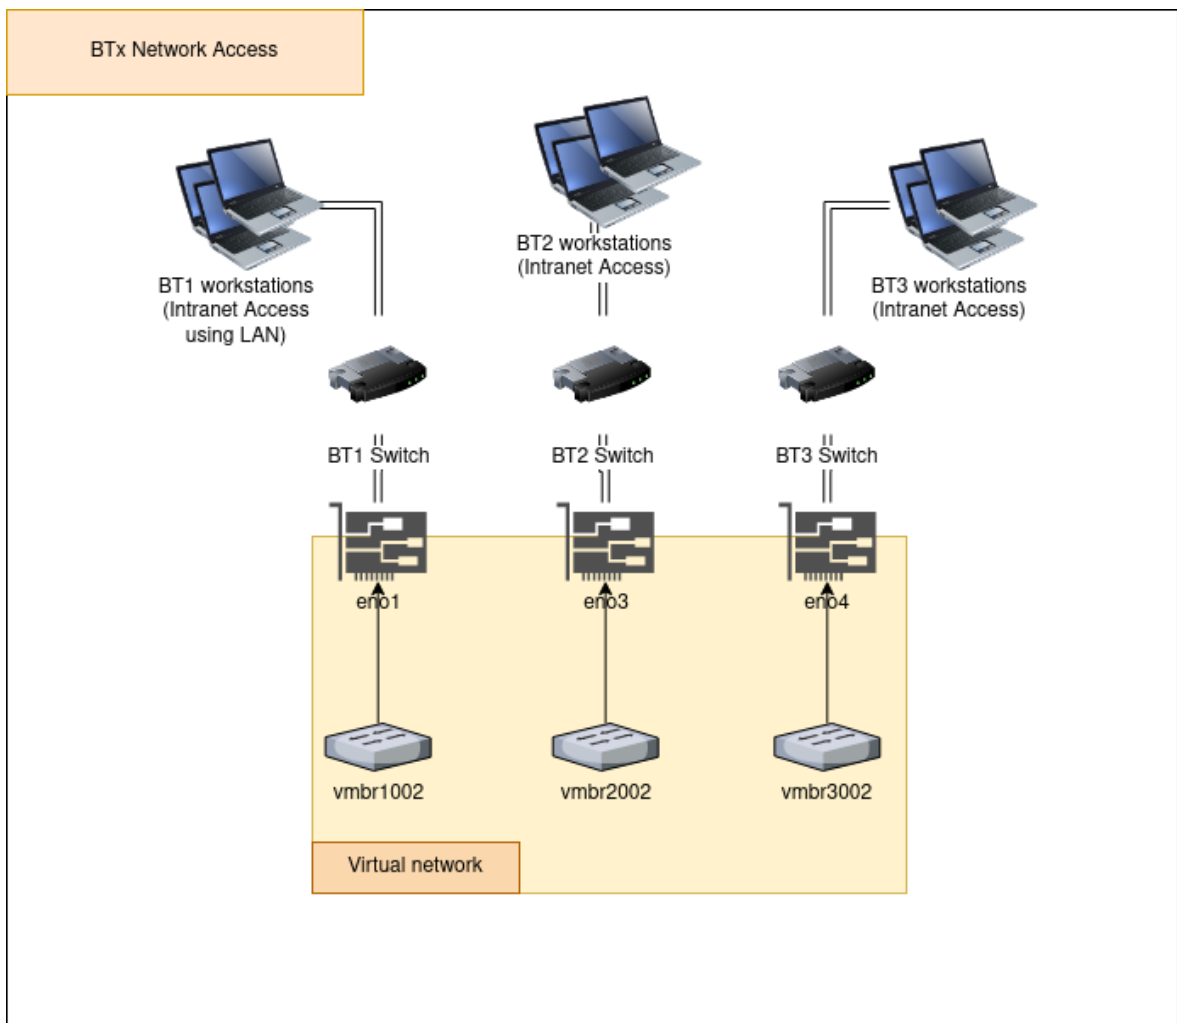 BTx Network Access
BT2 workstations
(Intranet Access)
BT1 workstations
(Intranet Access
using LAN)
BT3 workstations
(Intranet Access)
BT1 Switch
BT2 Switch
BT3 Switch
eno1
eno3
eno4
vmbr1002
vmbr2002
vmbr3002
Virtual network